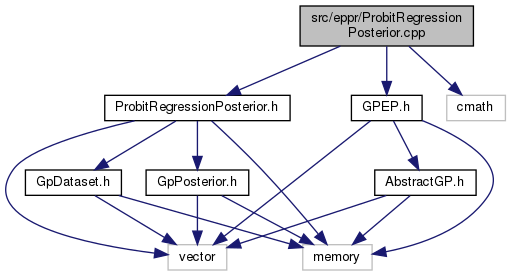 src/eppr/ProbitRegression
Posterior.cpp
ProbitRegressionPosterior.h
GPEP.h
cmath
GpDataset.h
GpPosterior.h
AbstractGP.h
vector
memory